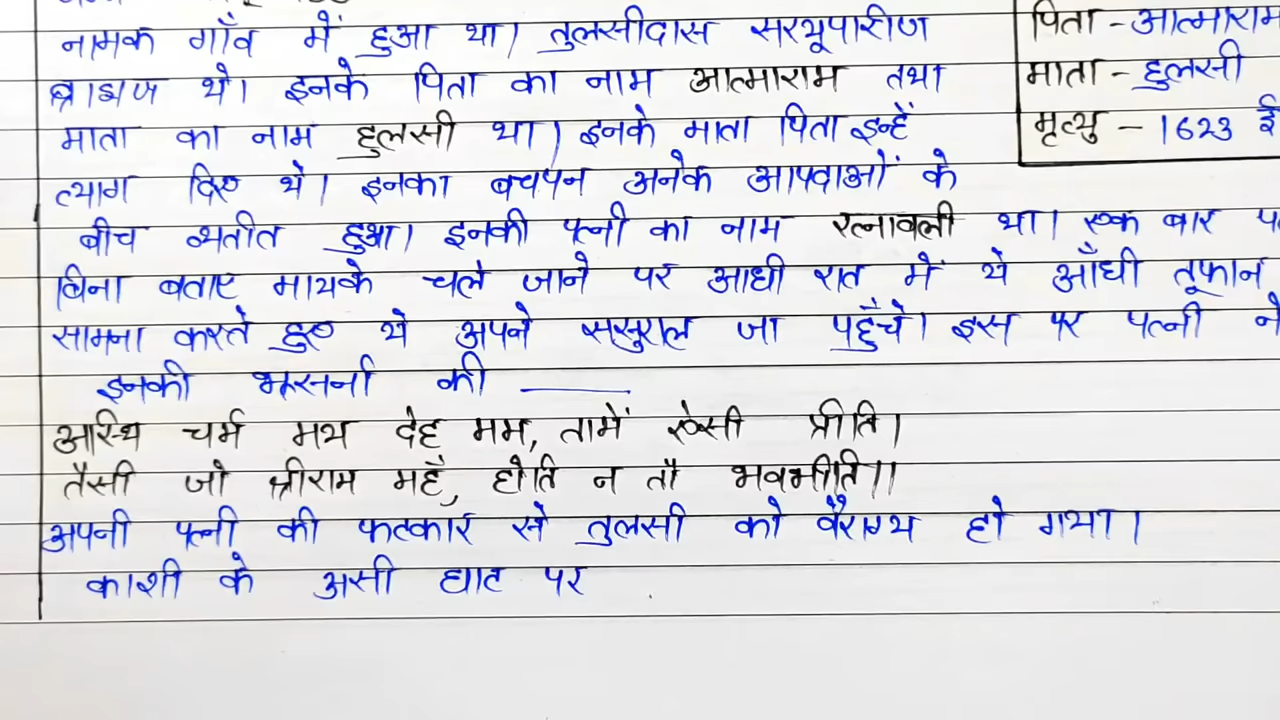 नामक गाँव में हुआ था। तुलसीदास सरयूपारीण
ब्राह्मण थे। इनके पिता का नाम आत्माराम तथा
माता का नाम हुलसी था। इनके माता पिता इन्हें
त्याग दिए थे। इनका बचपन अनेक आपदाओं के
बीच व्यतीत हुआ। इनकी पत्नी का नाम रत्नावली था। एक बार
बिना बताए मायके चले जाने पर आधी रात में ये आँधी तूफान
सामना करते हुए ये अपने ससुराल जा पहुँचे। इस पर पत्नी ने
इनकी भर्त्सना की ——
अस्थि चर्म मय देह मम, तामें ऐसी प्रीति।
तैसी जो श्रीराम महँ, होति न तौ भवभीति।।
अपनी पत्नी की फटकार से तुलसी को वैराग्य हो गया।
काशी के असी घाट पर
पिता - आत्माराम
माता - हुलसी
मृत्यु - 1623 ई